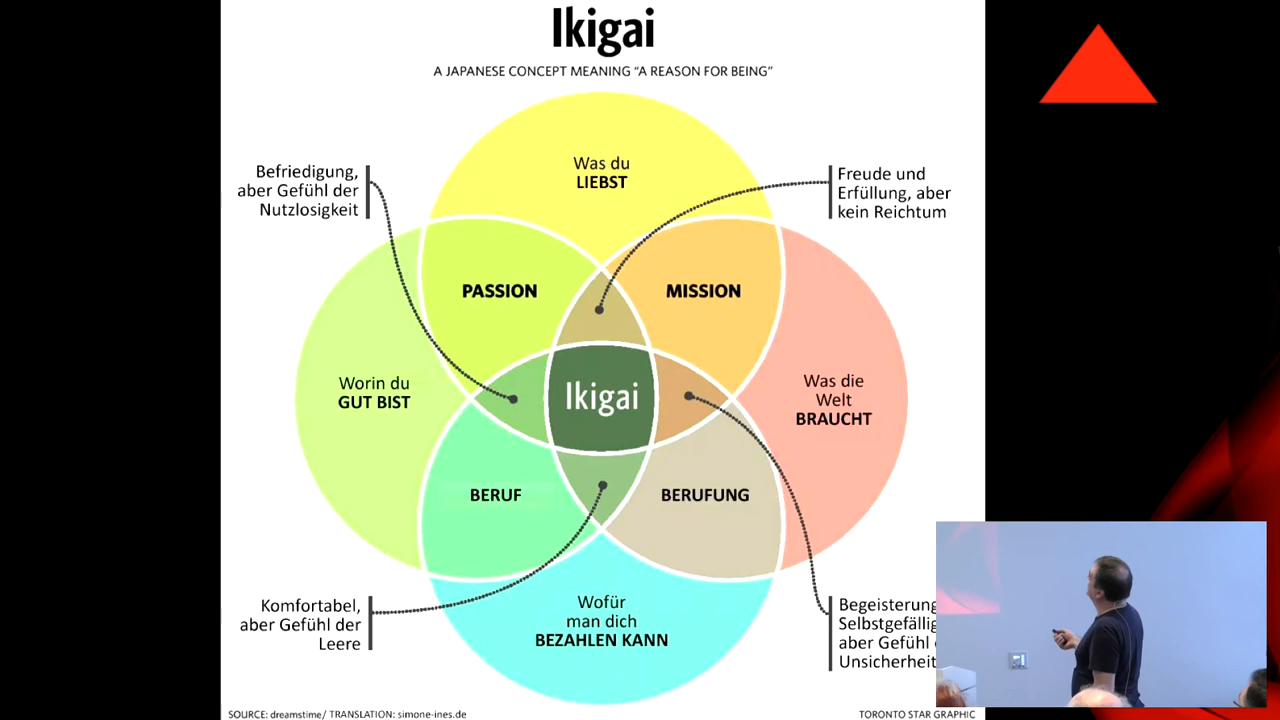 Ikigai
A JAPANESE CONCEPT MEANING “A REASON FOR BEING”
Was du
LIEBST
Befriedigung,
aber Gefühl der
Nutzlosigkeit
Freude und
Erfüllung, aber
kein Reichtum
PASSION
MISSION
Worin du
GUT BIST
Ikigai
Was die
Welt
BRAUCHT
BERUF
BERUFUNG
Wofür
man dich
BEZAHLEN KANN
Komfortabel,
aber Gefühl der
Leere
Begeisterung
Selbstgefällig
aber Gefühl
Unsicherheit
SOURCE: dreamstime/ TRANSLATION: simone-ines.de
TORONTO STAR GRAPHIC